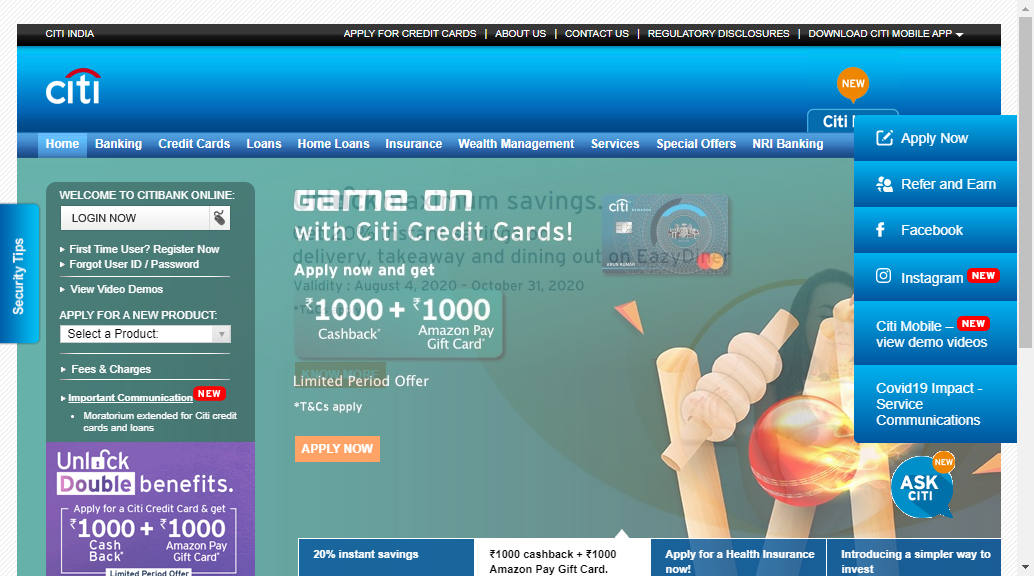 CITI INDIA
APPLY FOR CREDIT CARDS | ABOUT US | CONTACT US | REGULATORY DISCLOSURES | DOWNLOAD CITI MOBILE APP
citi
NEW
Citi
Home Banking Credit Cards Loans Home Loans Insurance Wealth Management Services Special Offers NRI Banking
Apply Now
Refer and Earn
Facebook
Instagram NEW
Citi Mobile – NEW
view demo videos
Covid19 Impact -
Service
Communications
Security Tips
WELCOME TO CITIBANK ONLINE:
LOGIN NOW
First Time User? Register Now
Forgot User ID / Password
View Video Demos
APPLY FOR A NEW PRODUCT:
Select a Product:
Fees & Charges
Important Communication NEW
Moratorium extended for Citi credit
cards and loans
Unlock
Double benefits.
Apply for a Citi Credit Card & get
₹1000 + ₹1000
Cash Back* Amazon Pay Gift Card*
Limited Period Offer
GAME ON
maximum savings.
with Citi Credit Cards!
delivery, takeaway and dining out on EazyDiner
Apply now and get
Validity : August 4, 2020 - October 31, 2020
₹1000 + ₹1000
Cashback* Amazon Pay
Gift Card*
KNOW MORE
Limited Period Offer
*T&Cs apply
APPLY NOW
citi
NEW
ASK
CITI
20% instant savings
₹1000 cashback + ₹1000
Amazon Pay Gift Card.
Apply for a Health Insurance
now!
Introducing a simpler way to
invest